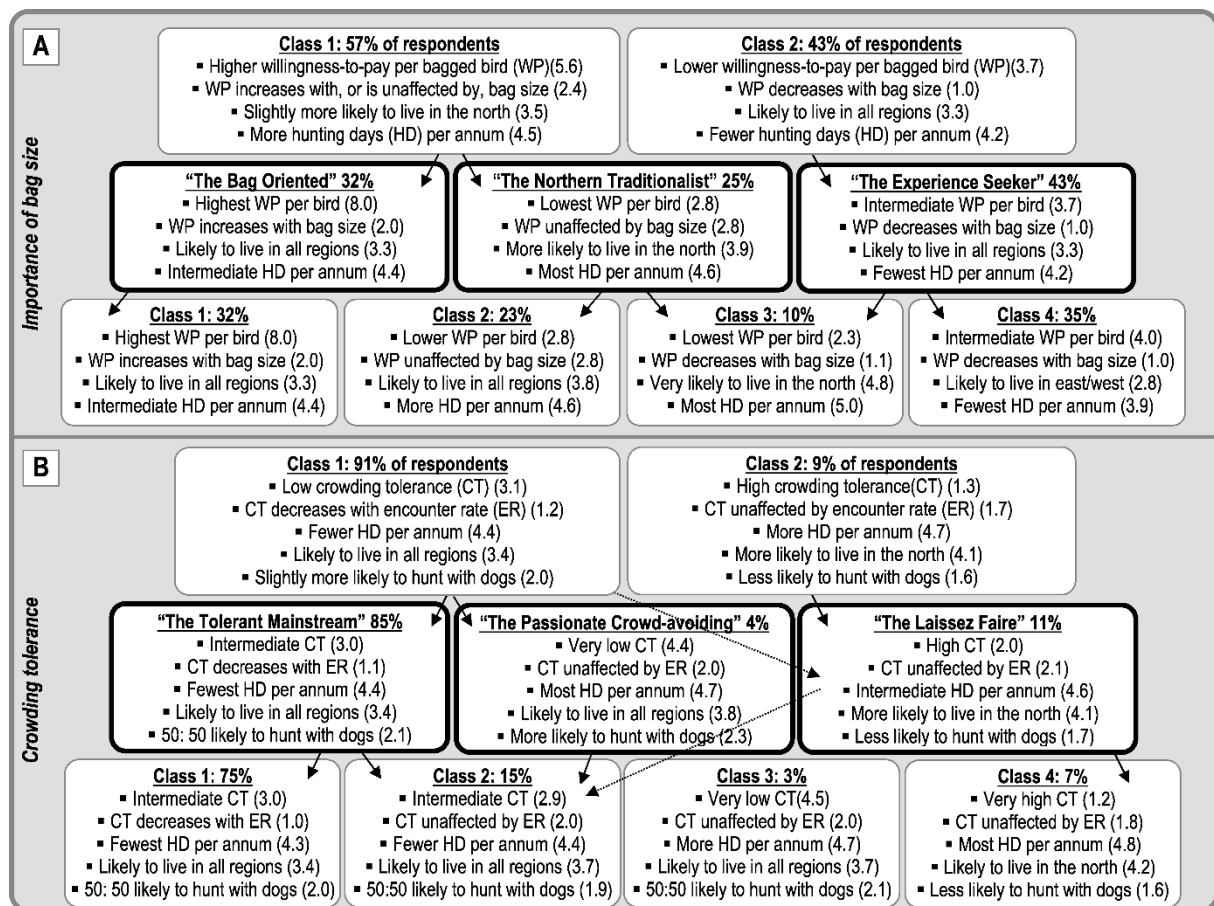 A
Importance of bag size
Class 1: 57% of respondents
▪ Higher willingness-to-pay per bagged bird (WP)(5.6)
▪ WP increases with, or is unaffected by, bag size (2.4)
▪ Slightly more likely to live in the north (3.5)
▪ More hunting days (HD) per annum (4.5)
Class 2: 43% of respondents
▪ Lower willingness-to-pay per bagged bird (WP)(3.7)
▪ WP decreases with bag size (1.0)
▪ Likely to live in all regions (3.3)
▪ Fewer hunting days (HD) per annum (4.2)
“The Bag Oriented” 32%
▪ Highest WP per bird (8.0)
▪ WP increases with bag size (2.0)
▪ Likely to live in all regions (3.3)
▪ Intermediate HD per annum (4.4)
“The Northern Traditionalist” 25%
▪ Lowest WP per bird (2.8)
▪ WP unaffected by bag size (2.8)
▪ More likely to live in the north (3.9)
▪ Most HD per annum (4.6)
“The Experience Seeker” 43%
▪ Intermediate WP per bird (3.7)
▪ WP decreases with bag size (1.0)
▪ Likely to live in all regions (3.3)
▪ Fewest HD per annum (4.2)
Class 1: 32%
▪ Highest WP per bird (8.0)
▪ WP increases with bag size (2.0)
▪ Likely to live in all regions (3.3)
▪ Intermediate HD per annum (4.4)
Class 2: 23%
▪ Lower WP per bird (2.8)
▪ WP unaffected by bag size (2.8)
▪ Likely to live in all regions (3.8)
▪ More HD per annum (4.6)
Class 3: 10%
▪ Lowest WP per bird (2.3)
▪ WP decreases with bag size (1.1)
▪ Very likely to live in the north (4.8)
▪ Most HD per annum (5.0)
Class 4: 35%
▪ Intermediate WP per bird (4.0)
▪ WP decreases with bag size (1.0)
▪ Likely to live in east/west (2.8)
▪ Fewest HD per annum (3.9)
B
Crowding tolerance
Class 1: 91% of respondents
▪ Low crowding tolerance (CT) (3.1)
▪ CT decreases with encounter rate (ER) (1.2)
▪ Fewer HD per annum (4.4)
▪ Likely to live in all regions (3.4)
▪ Slightly more likely to hunt with dogs (2.0)
Class 2: 9% of respondents
▪ High crowding tolerance(CT) (1.3)
▪ CT unaffected by encounter rate (ER) (1.7)
▪ More HD per annum (4.7)
▪ More likely to live in the north (4.1)
▪ Less likely to hunt with dogs (1.6)
“The Tolerant Mainstream” 85%
▪ Intermediate CT (3.0)
▪ CT decreases with ER (1.1)
▪ Fewest HD per annum (4.4)
▪ Likely to live in all regions (3.4)
▪ 50: 50 likely to hunt with dogs (2.1)
“The Passionate Crowd-avoiding” 4%
▪ Very low CT (4.4)
▪ CT unaffected by ER (2.0)
▪ Most HD per annum (4.7)
▪ Likely to live in all regions (3.8)
▪ More likely to hunt with dogs (2.3)
“The Laissez Faire” 11%
▪ High CT (2.0)
▪ CT unaffected by ER (2.1)
▪ Intermediate HD per annum (4.6)
▪ More likely to live in the north (4.1)
▪ Less likely to hunt with dogs (1.7)
Class 1: 75%
▪ Intermediate CT (3.0)
▪ CT decreases with ER (1.0)
▪ Fewest HD per annum (4.3)
▪ Likely to live in all regions (3.4)
▪ 50: 50 likely to hunt with dogs (2.0)
Class 2: 15%
▪ Intermediate CT (2.9)
▪ CT unaffected by ER (2.0)
▪ Fewer HD per annum (4.4)
▪ Likely to live in all regions (3.7)
▪ 50:50 likely to hunt with dogs (1.9)
Class 3: 3%
▪ Very low CT(4.5)
▪ CT unaffected by ER (2.0)
▪ More HD per annum (4.7)
▪ Likely to live in all regions (3.7)
▪ 50:50 likely to hunt with dogs (2.1)
Class 4: 7%
▪ Very high CT (1.2)
▪ CT unaffected by ER (1.8)
▪ Most HD per annum (4.8)
▪ Likely to live in the north (4.2)
▪ Less likely to hunt with dogs (1.6)